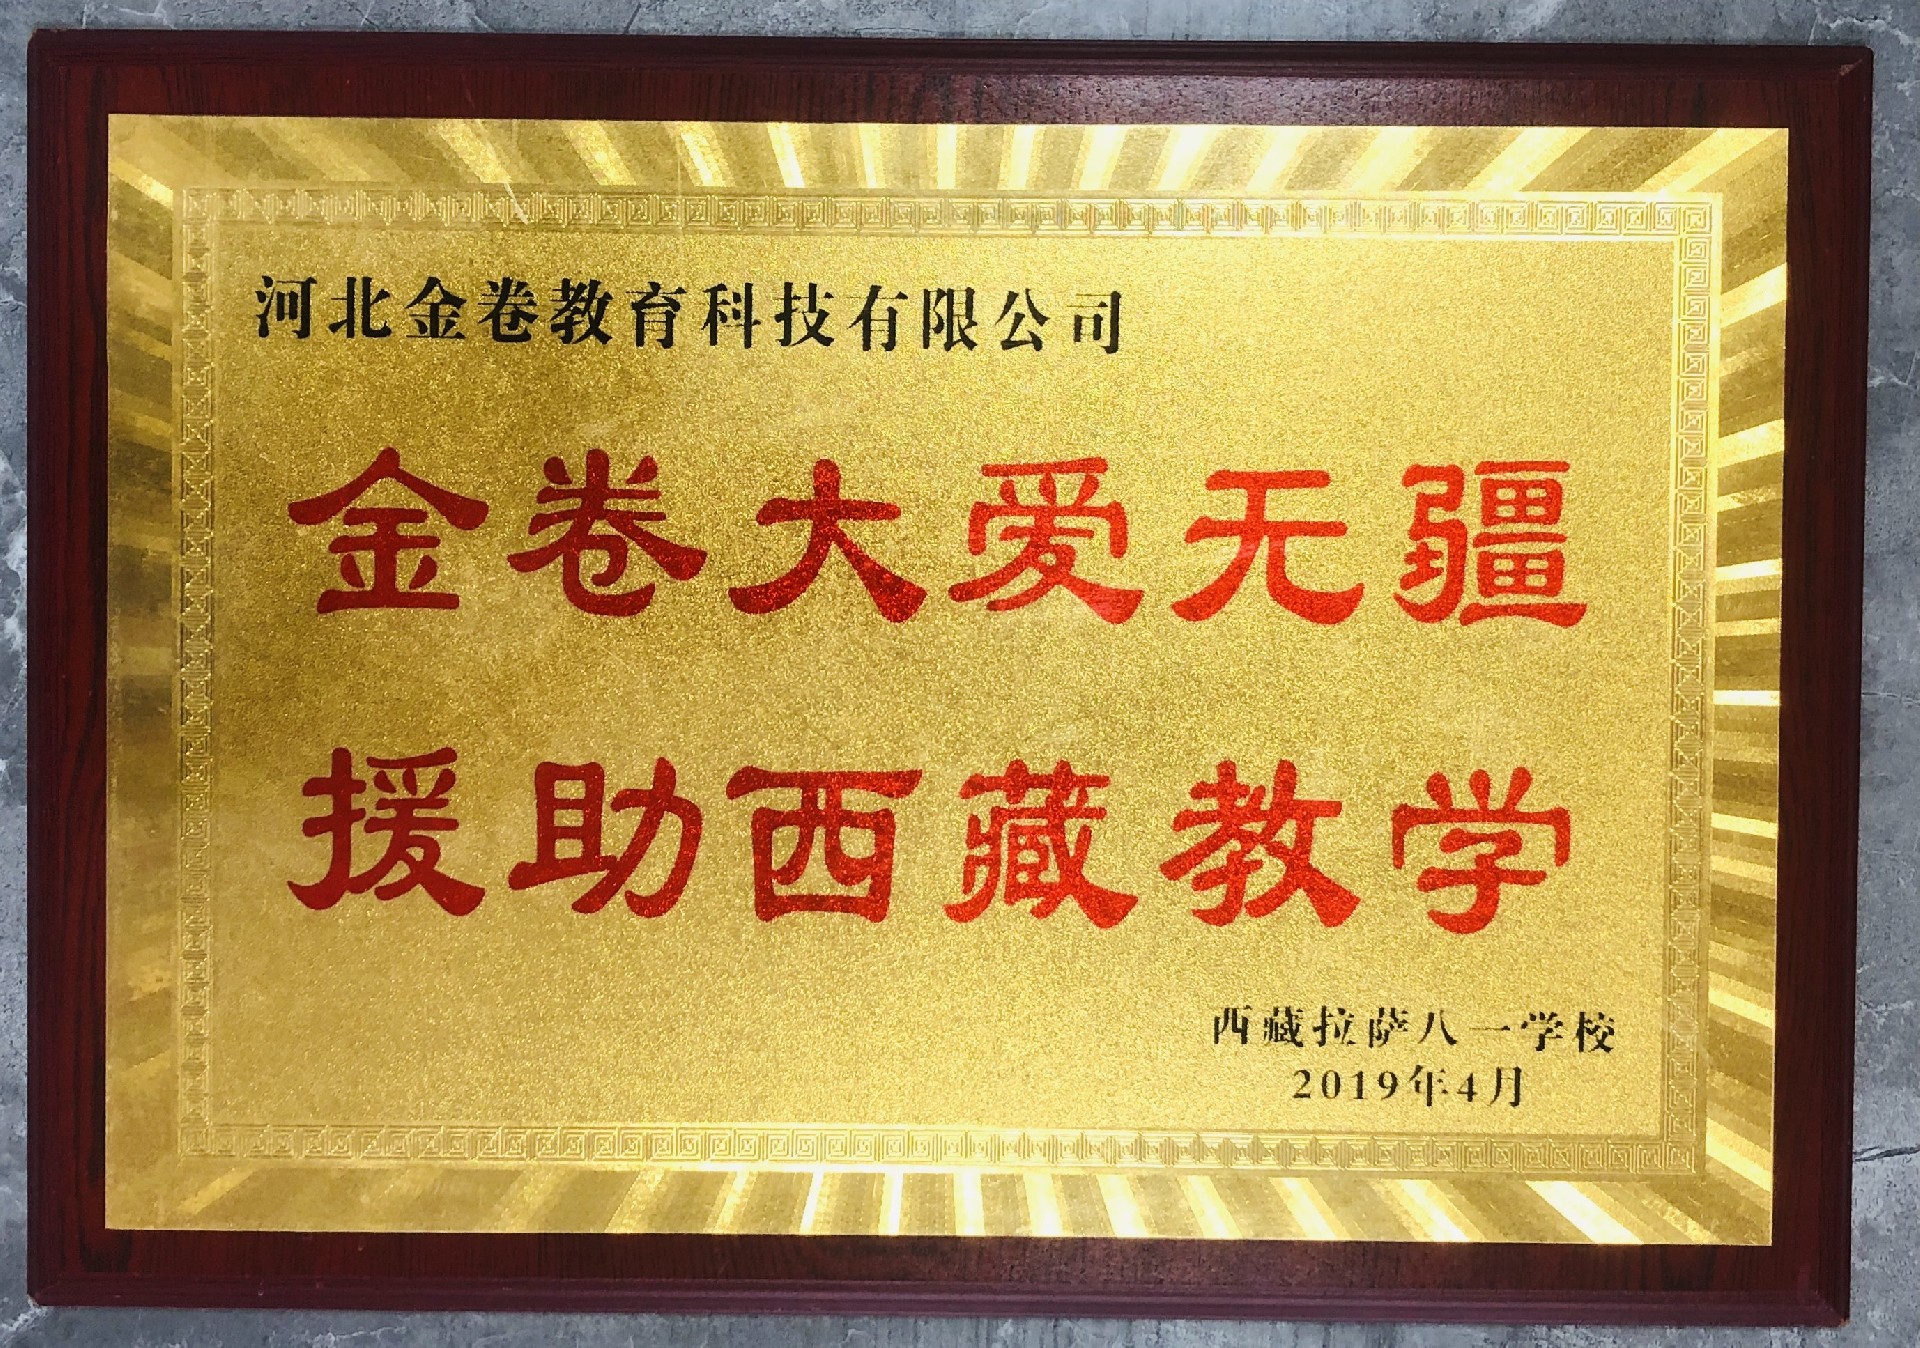 河北金卷教育科技有限公司
金卷大爱无疆
援助西藏教学
西藏拉萨八一学校
2019年4月